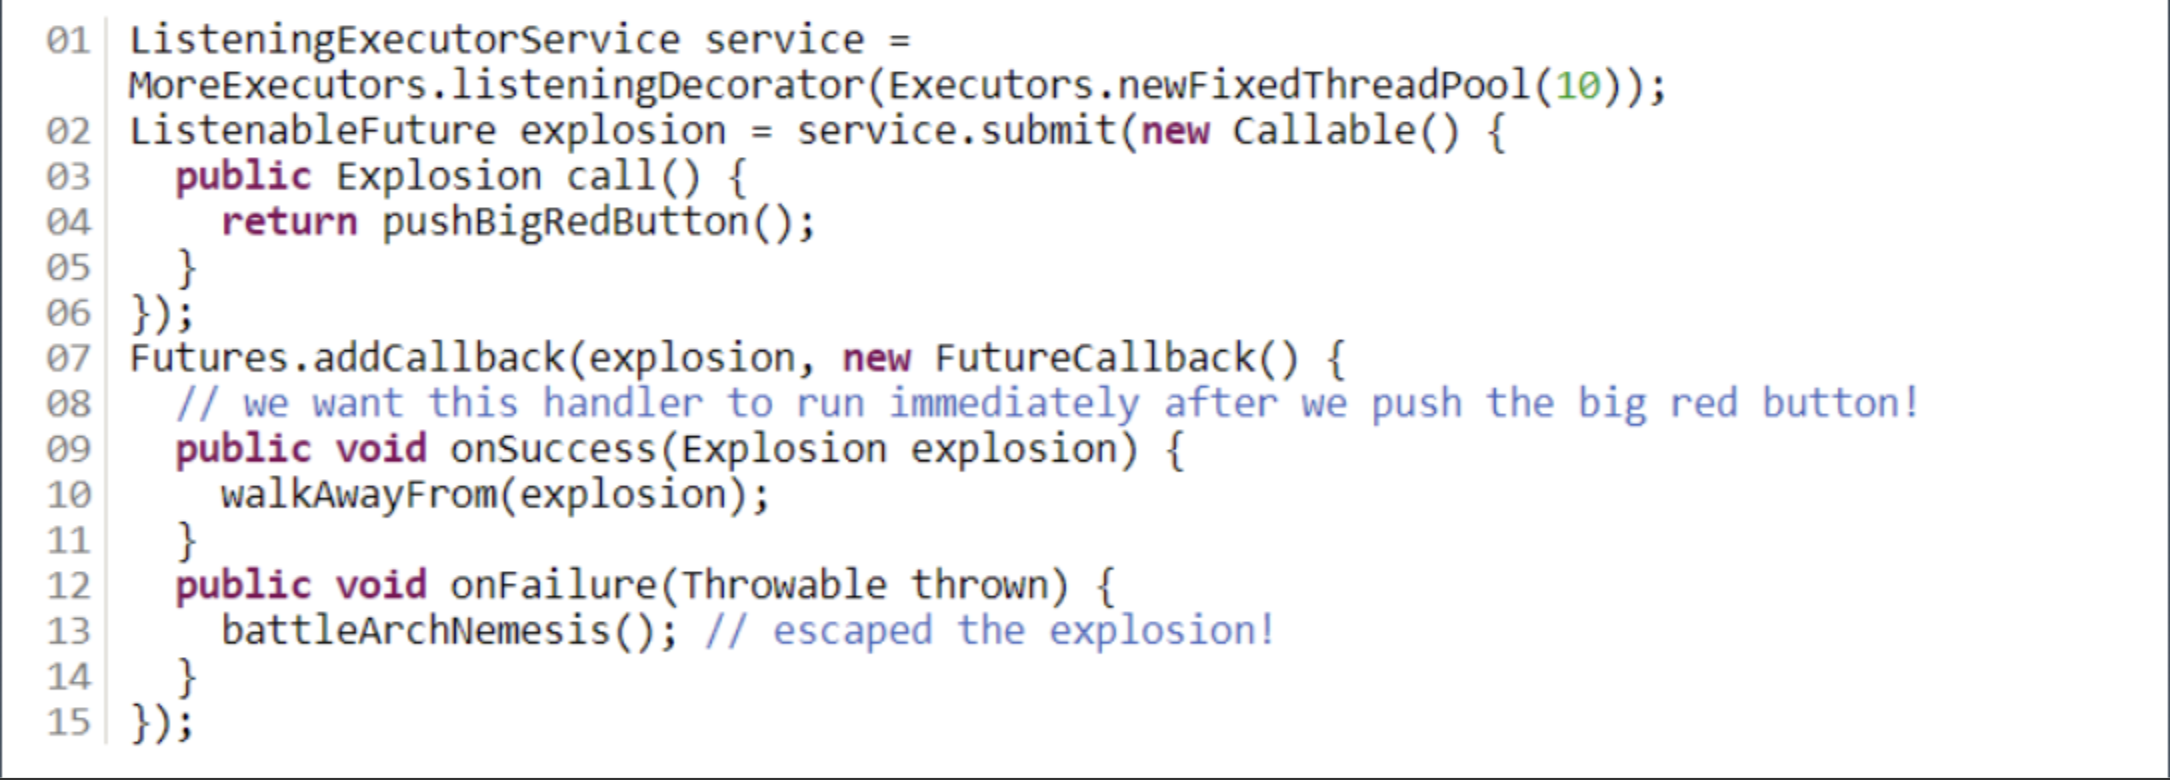 01 ListeningExecutorService service =
MoreExecutors.listeningDecorator(Executors.newFixedThreadPool(10));
02 ListenableFuture explosion = service.submit(new Callable() {
03   public Explosion call() {
04     return pushBigRedButton();
05   }
06 });
07 Futures.addCallback(explosion, new FutureCallback() {
08   // we want this handler to run immediately after we push the big red button!
09   public void onSuccess(Explosion explosion) {
10     walkAwayFrom(explosion);
11   }
12   public void onFailure(Throwable thrown) {
13     battleArchNemesis(); // escaped the explosion!
14   }
15 });